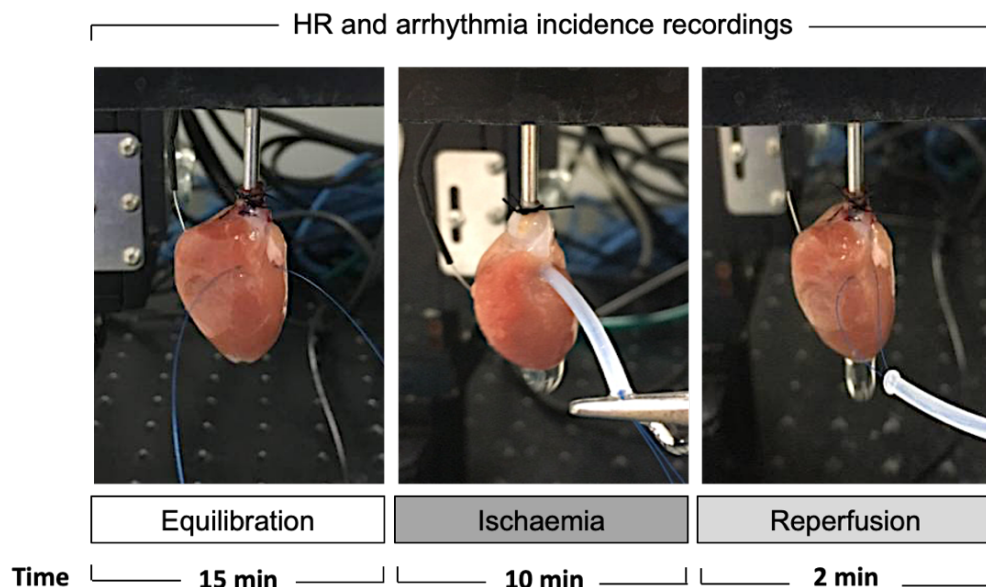 HR and arrhythmia incidence recordings
Equilibration
Ischaemia
Reperfusion
Time
15 min
10 min
2 min